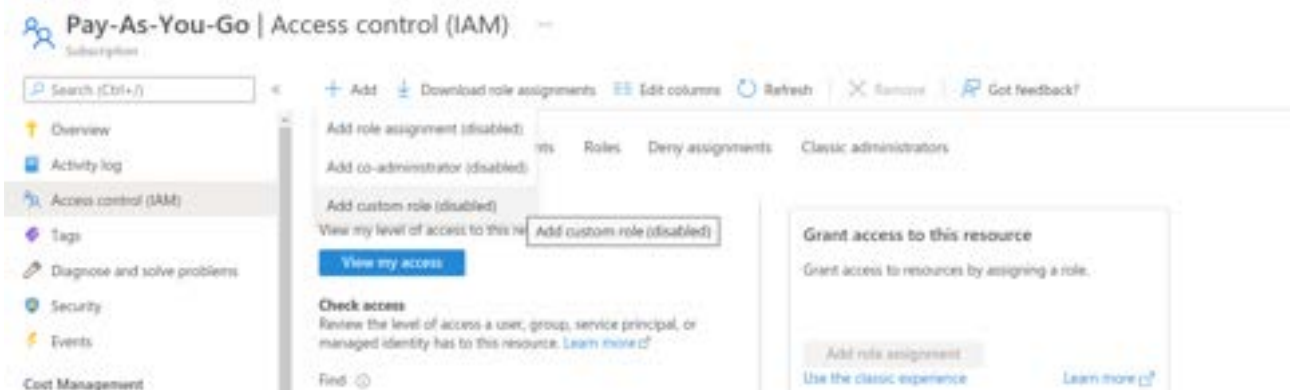 Pay-As-You-Go | Access control (IAM) ...
Subscription
Search (Ctrl+/)
«
+ Add
Download role assignments
Edit columns
Refresh
Remove
Got feedback?
Overview
Activity log
Access control (IAM)
Tags
Diagnose and solve problems
Security
Events
Cost Management
Add role assignment (disabled)
Add co-administrator (disabled)
Add custom role (disabled)
Add custom role (disabled)
Roles
Deny assignments
Classic administrators
View my level of access to this re
View my access
Check access
Review the level of access a user, group, service principal, or
managed identity has to this resource. Learn more
Find
Grant access to this resource
Grant access to resources by assigning a role.
Add role assignment
Use the classic experience
Learn more